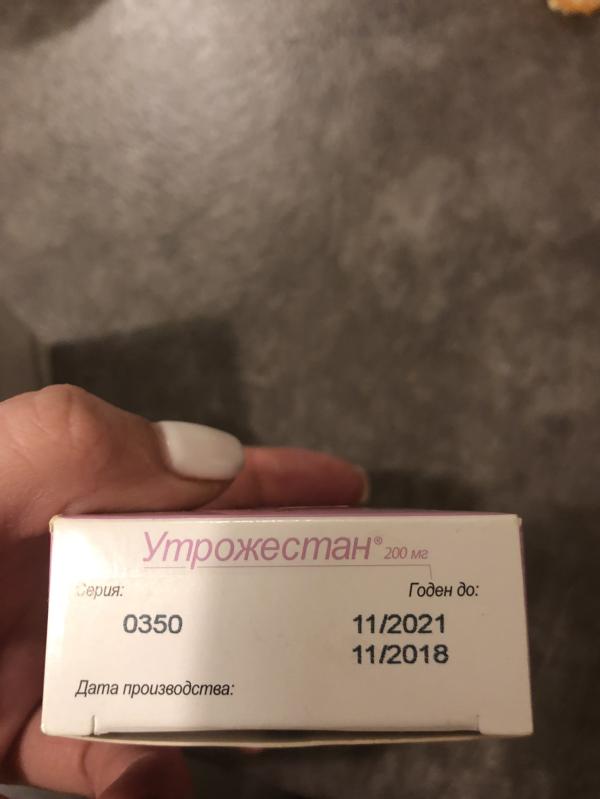 Утрожестан® 200 мг
Серия: Годен до:
0350 11/2021
11/2018
Дата производства: